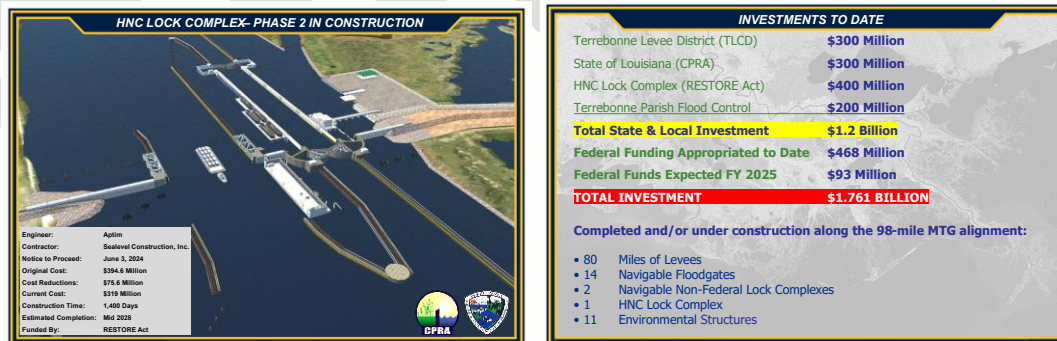 HNC LOCK COMPLEX– PHASE 2 IN CONSTRUCTION
Engineer: Aptim
Contractor: Sealevel Construction, Inc.
Notice to Proceed: June 3, 2024
Original Cost: $394.6 Million
Cost Reductions: $75.6 Million
Current Cost: $319 Million
Construction Time: 1,400 Days
Estimated Completion: Mid 2028
Funded By: RESTORE Act
CPRA
INVESTMENTS TO DATE
Terrebonne Levee District (TLCD) $300 Million
State of Louisiana (CPRA) $300 Million
HNC Lock Complex (RESTORE Act) $400 Million
Terrebonne Parish Flood Control $200 Million
Total State & Local Investment $1.2 Billion
Federal Funding Appropriated to Date $468 Million
Federal Funds Expected FY 2025 $93 Million
TOTAL INVESTMENT $1.761 BILLION
Completed and/or under construction along the 98-mile MTG alignment:
• 80 Miles of Levees
• 14 Navigable Floodgates
• 2 Navigable Non-Federal Lock Complexes
• 1 HNC Lock Complex
• 11 Environmental Structures